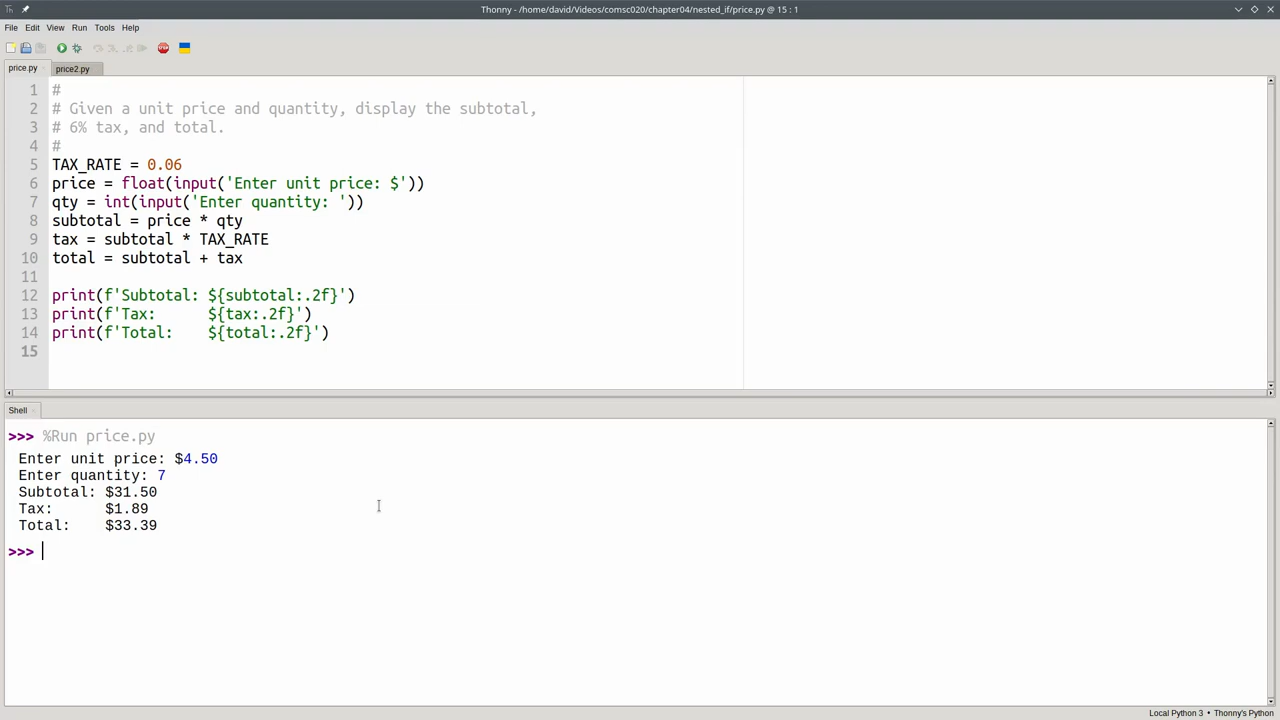 Thonny - /home/david/Videos/comsc020/chapter04/nested_if/price.py @ 15 : 1
File Edit View Run Tools Help
price.py price2.py
1 #
2 # Given a unit price and quantity, display the subtotal,
3 # 6% tax, and total.
4 #
5 TAX_RATE = 0.06
6 price = float(input('Enter unit price: $'))
7 qty = int(input('Enter quantity: '))
8 subtotal = price * qty
9 tax = subtotal * TAX_RATE
10 total = subtotal + tax
11
12 print(f'Subtotal: ${subtotal:.2f}')
13 print(f'Tax:      ${tax:.2f}')
14 print(f'Total:    ${total:.2f}')
15
Shell
>>> %Run price.py
Enter unit price: $4.50
Enter quantity: 7
Subtotal: $31.50
Tax:      $1.89
Total:    $33.39
>>>
Local Python 3 • Thonny's Python